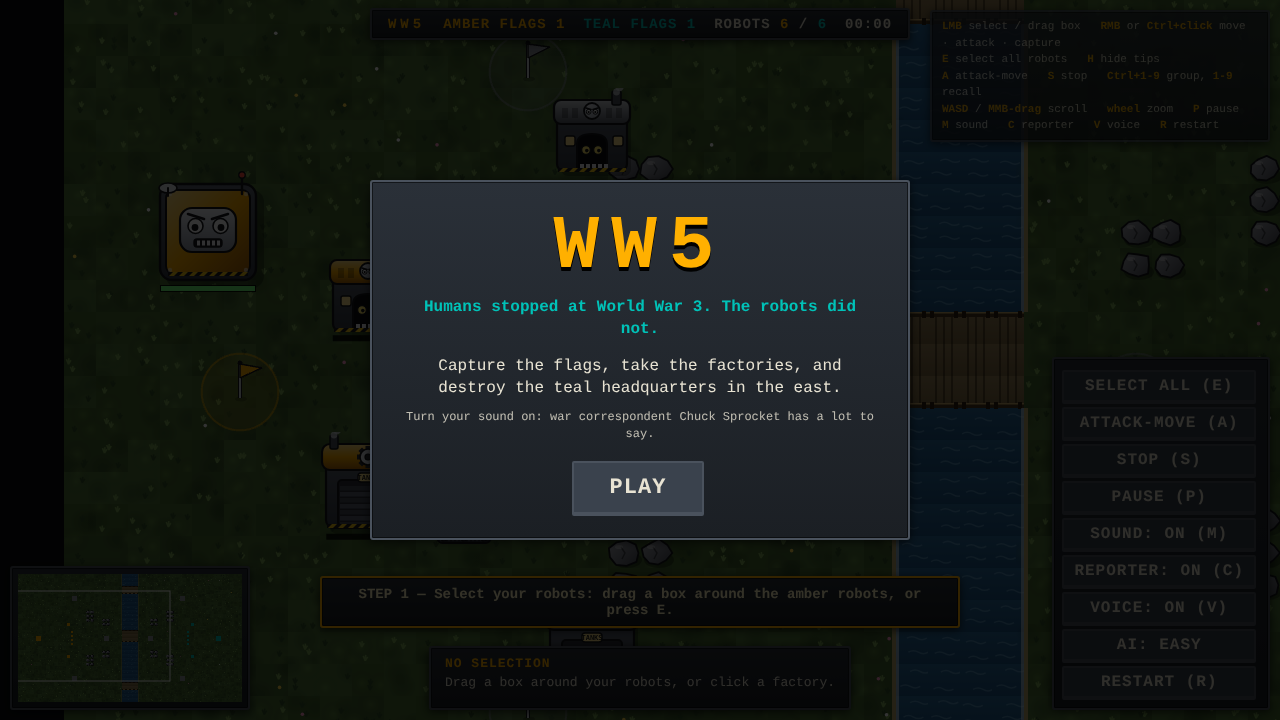 WW5 AMBER FLAGS 1 TEAL FLAGS 1 ROBOTS 6 / 6 00:00
LMB select / drag box RMB or Ctrl+click move
· attack · capture
E select all robots H hide tips
A attack-move S stop Ctrl+1-9 group, 1-9
recall
WASD / MMB-drag scroll wheel zoom P pause
M sound C reporter V voice R restart
WW5
Humans stopped at World War 3. The robots did
not.
Capture the flags, take the factories, and
destroy the teal headquarters in the east.
Turn your sound on: war correspondent Chuck Sprocket has a lot to
say.
PLAY
SELECT ALL (E)
ATTACK-MOVE (A)
STOP (S)
PAUSE (P)
SOUND: ON (M)
REPORTER: ON (C)
VOICE: ON (V)
AI: EASY
RESTART (R)
STEP 1 — Select your robots: drag a box around the amber robots, or
press E.
NO SELECTION
Drag a box around your robots, or click a factory.